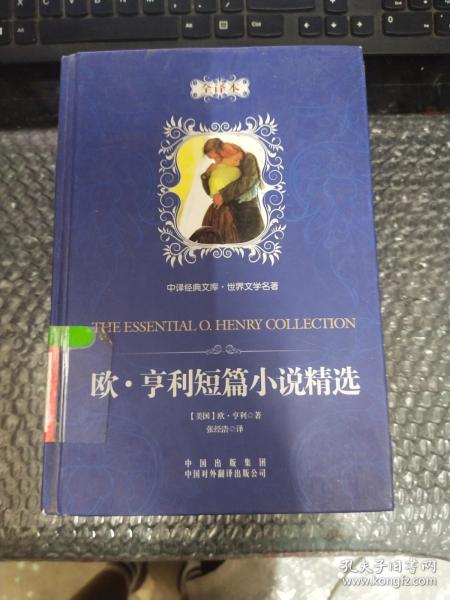 全译本
中译经典文库·世界文学名著
THE ESSENTIAL O. HENRY COLLECTION
欧·亨利短篇小说精选
【美国】欧·亨利◇著
张经浩◇译
中国出版集团
中国对外翻译出版公司
孔夫子旧书网
www.kongfz.com